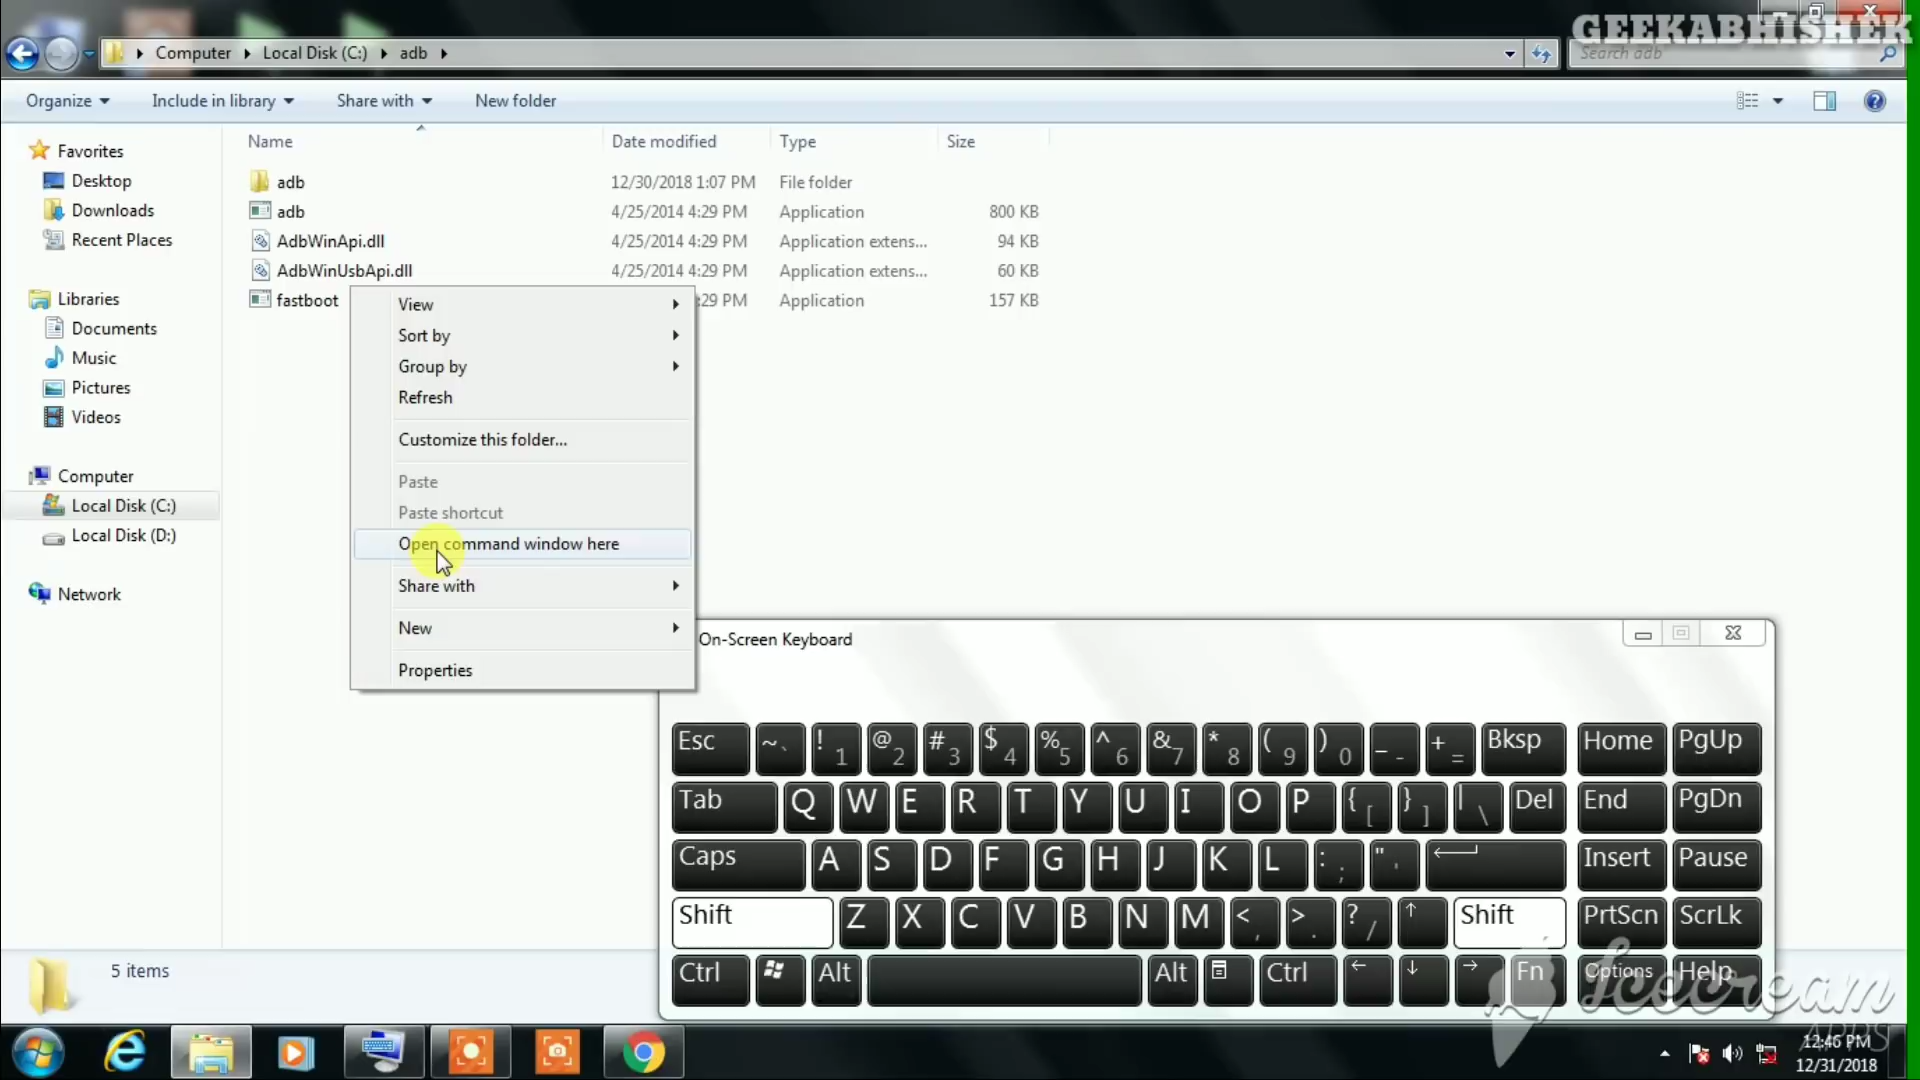 GEEKABHISHEK
Computer Local Disk (C:) adb
Search adb
Organize Include in library Share with New folder
Name Date modified Type Size
Favorites
Desktop
Downloads
Recent Places
Libraries
Documents
Music
Pictures
Videos
Computer
Local Disk (C:)
Local Disk (D:)
Network
adb 12/30/2018 1:07 PM File folder
adb 4/25/2014 4:29 PM Application 800 KB
AdbWinApi.dll 4/25/2014 4:29 PM Application extens... 94 KB
AdbWinUsbApi.dll 4/25/2014 4:29 PM Application extens... 60 KB
fastboot :29 PM Application 157 KB
View
Sort by
Group by
Refresh
Customize this folder...
Paste
Paste shortcut
Open command window here
Share with
New
Properties
On-Screen Keyboard
Esc ~ ` ! 1 @ 2 # 3 $ 4 % 5 ^ 6 & 7 * 8 ( 9 ) 0 _ - + = Bksp Home PgUp
Tab Q W E R T Y U I O P { [ } ] | \ Del End PgDn
Caps A S D F G H J K L : ; " ' Insert Pause
Shift Z X C V B N M < , > . ? / ↑ Shift PrtScn ScrLk
Ctrl Alt Alt Ctrl ← ↓ → Fn Options Help
5 items
Icecream
APPS
12:46 PM
12/31/2018